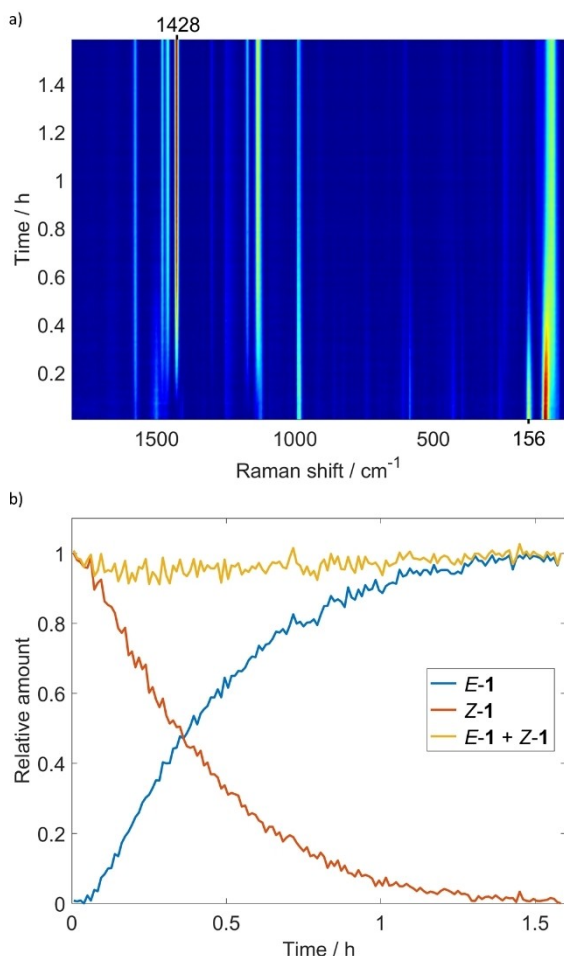 a)
1428
1.4
1.2
1
0.8
0.6
0.4
0.2
Time / h
1500
1000
500
156
Raman shift / cm⁻¹
b)
1
0.8
0.6
0.4
0.2
0
Relative amount
E-1
Z-1
E-1 + Z-1
0
0.5
1
1.5
Time / h